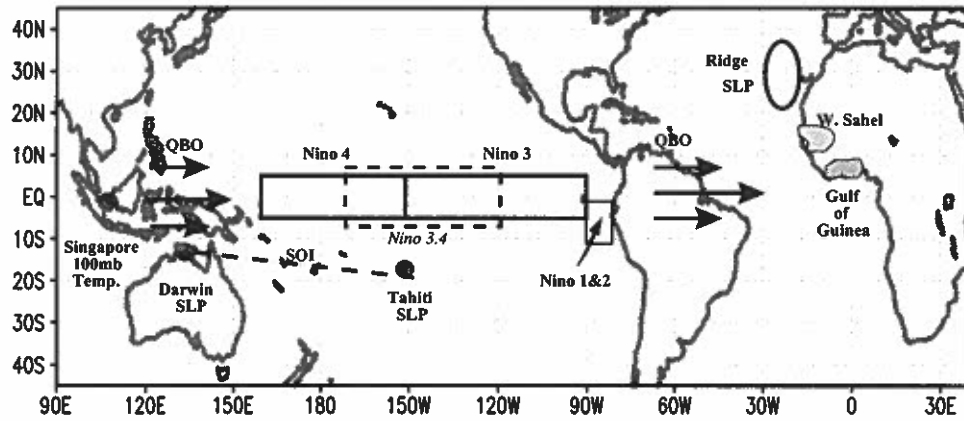 40N
30N
20N
10N
EQ
10S
20S
30S
40S
90E
120E
150E
180
150W
120W
90W
60W
30W
0
30E
Ridge
SLP
W. Sahel
QBO
QBO
Nino 4
Nino 3
Gulf
of
Guinea
Nino 3.4
Singapore
100mb
Temp.
SOI
Darwin
SLP
Tahiti
SLP
Nino 1&2